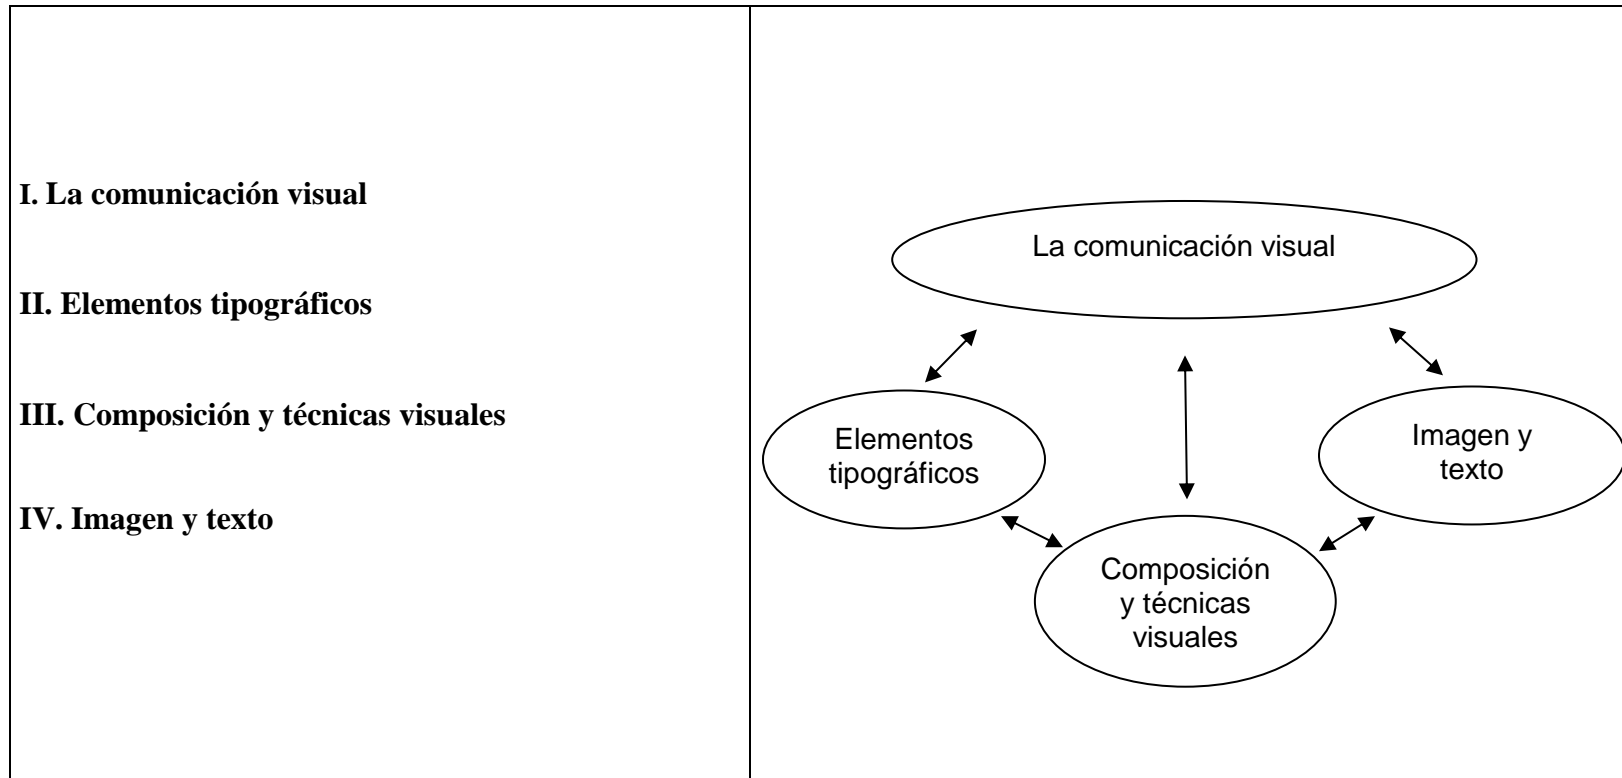 I. La comunicación visual
II. Elementos tipográficos
III. Composición y técnicas visuales
IV. Imagen y texto
La comunicación visual
Elementos
tipográficos
Imagen y
texto
Composición
y técnicas
visuales